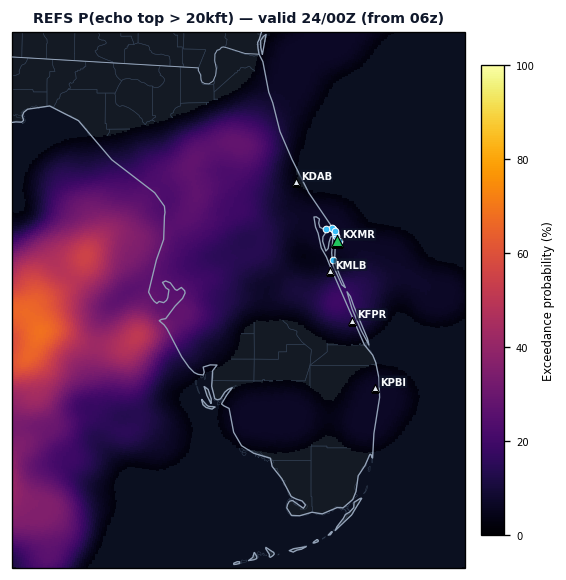 REFS P(echo top > 20kft) — valid 24/00Z (from 06z)
100
80
60
40
20
0
Exceedance probability (%)
KDAB
KXMR
KMLB
KFPR
KPBI